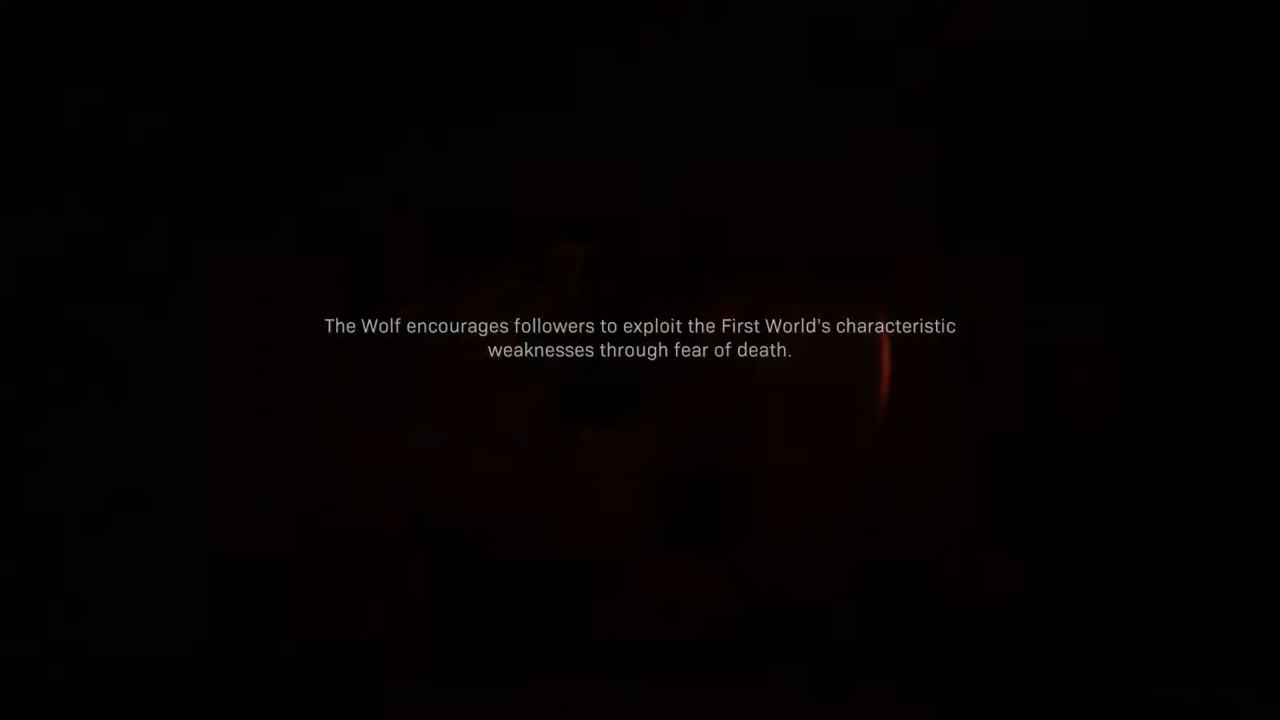 The Wolf encourages followers to exploit the First World's characteristic
weaknesses through fear of death.